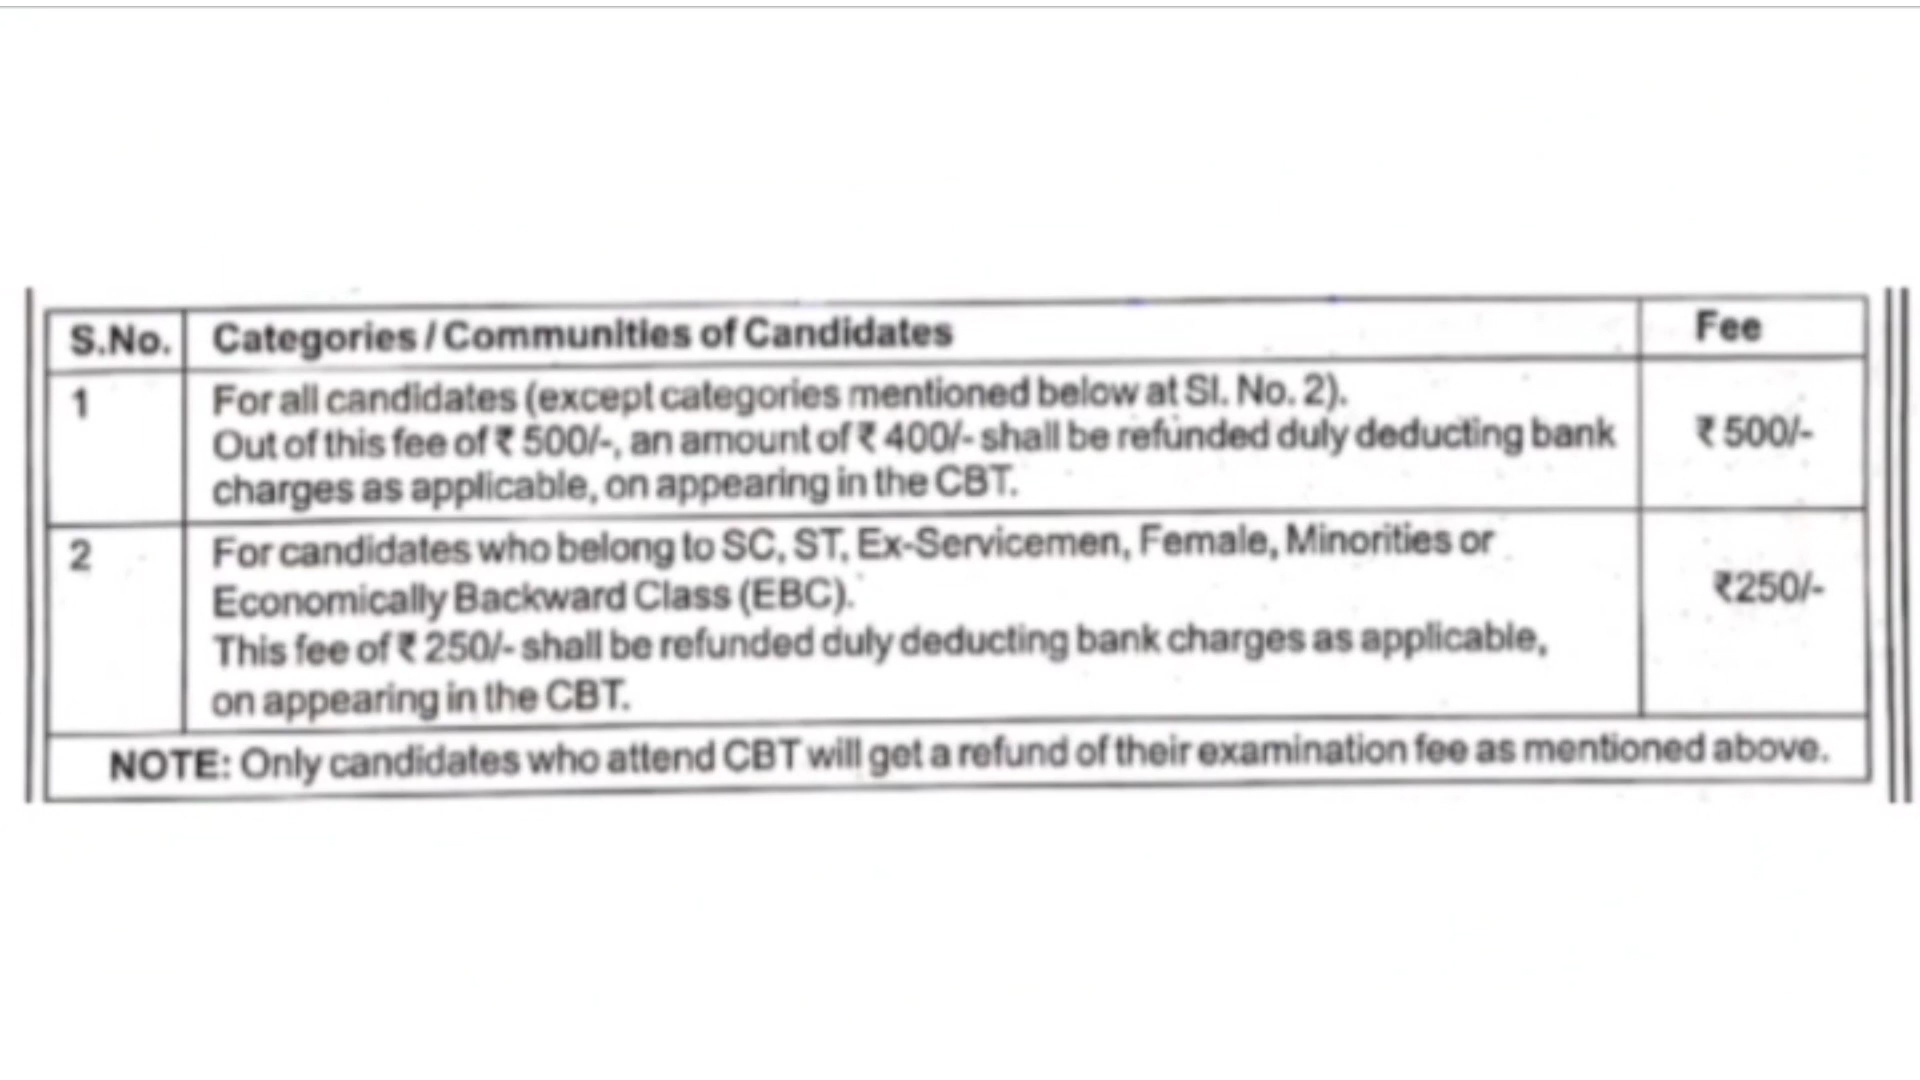 S.No. Categories / Communities of Candidates Fee
1 For all candidates (except categories mentioned below at Sl. No. 2).
Out of this fee of ₹ 500/-, an amount of ₹ 400/- shall be refunded duly deducting bank ₹ 500/-
charges as applicable, on appearing in the CBT.
2 For candidates who belong to SC, ST, Ex-Servicemen, Female, Minorities or
Economically Backward Class (EBC). ₹250/-
This fee of ₹ 250/- shall be refunded duly deducting bank charges as applicable,
on appearing in the CBT.
NOTE: Only candidates who attend CBT will get a refund of their examination fee as mentioned above.